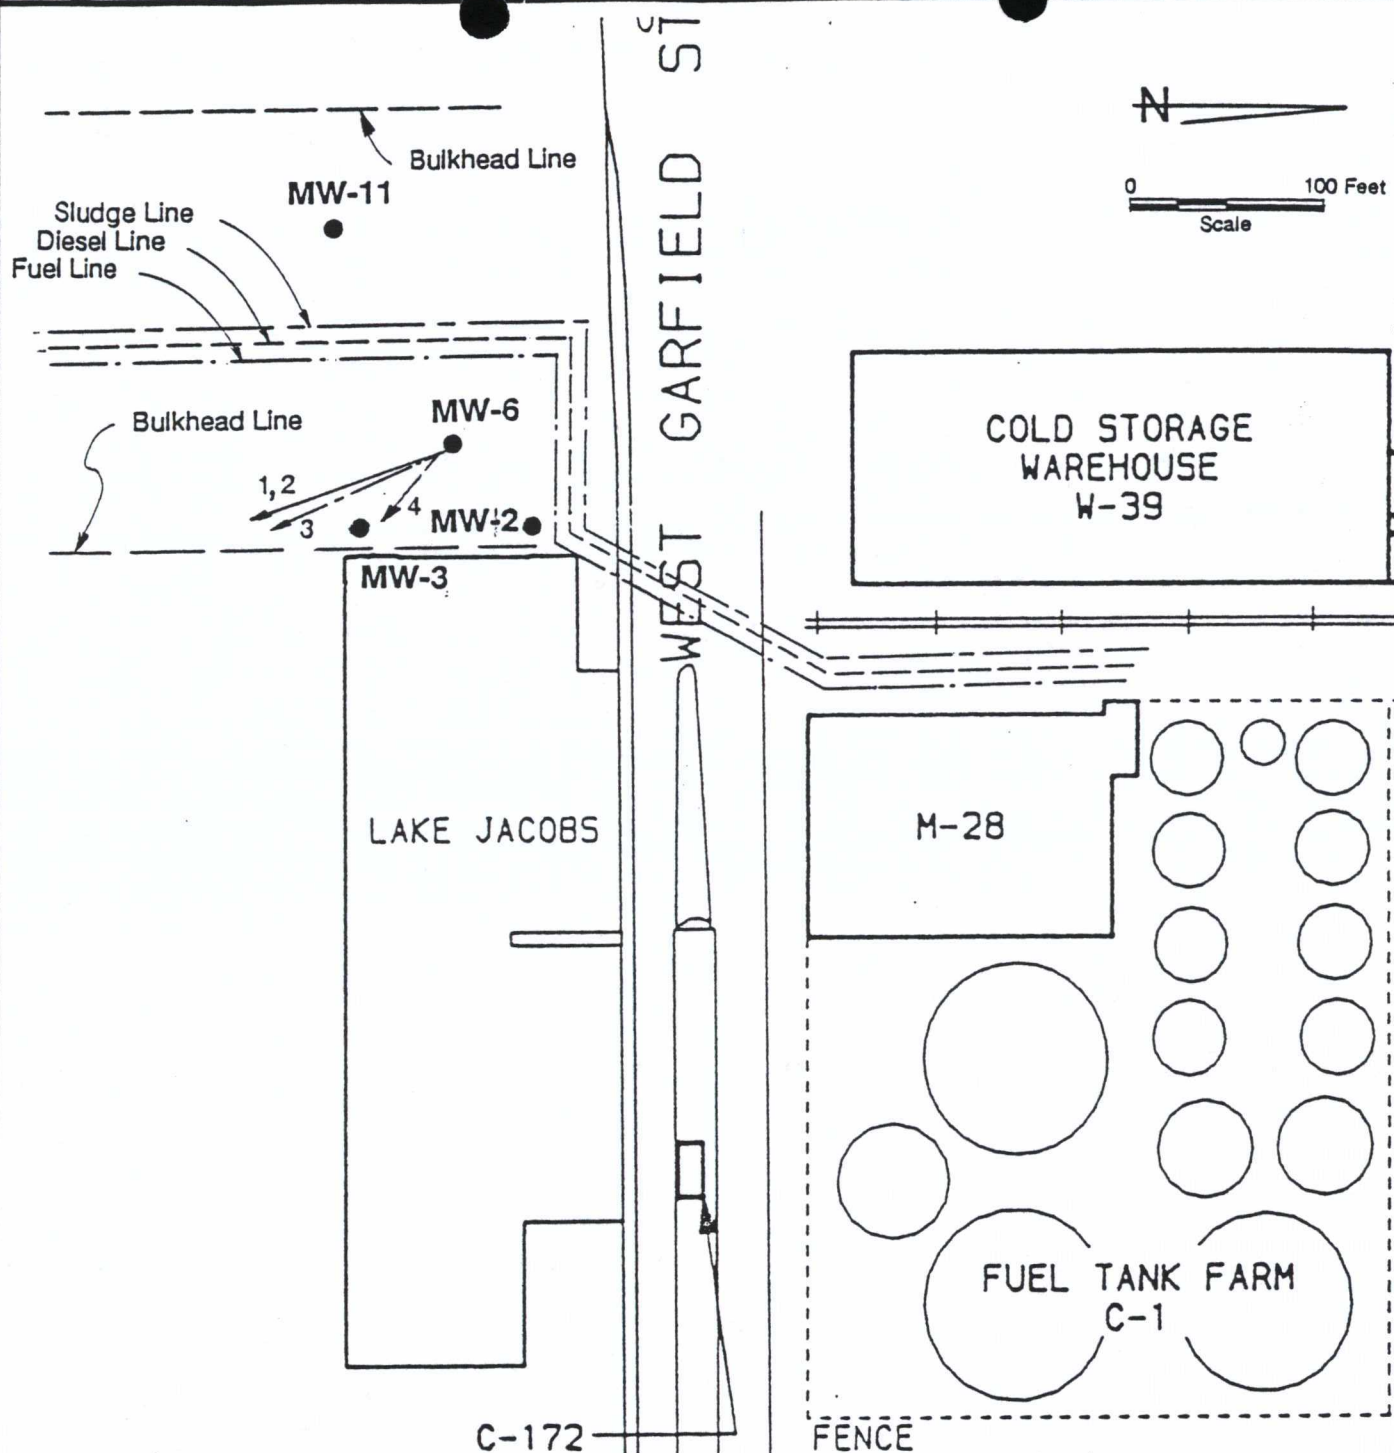 WEST GARFIELD ST
N
0 100 Feet
Scale
Bulkhead Line
MW-11
Sludge Line
Diesel Line
Fuel Line
MW-6
Bulkhead Line
1,2
3
4
MW-2
MW-3
COLD STORAGE
WAREHOUSE
W-39
LAKE JACOBS
M-28
FUEL TANK FARM
C-1
C-172
FENCE